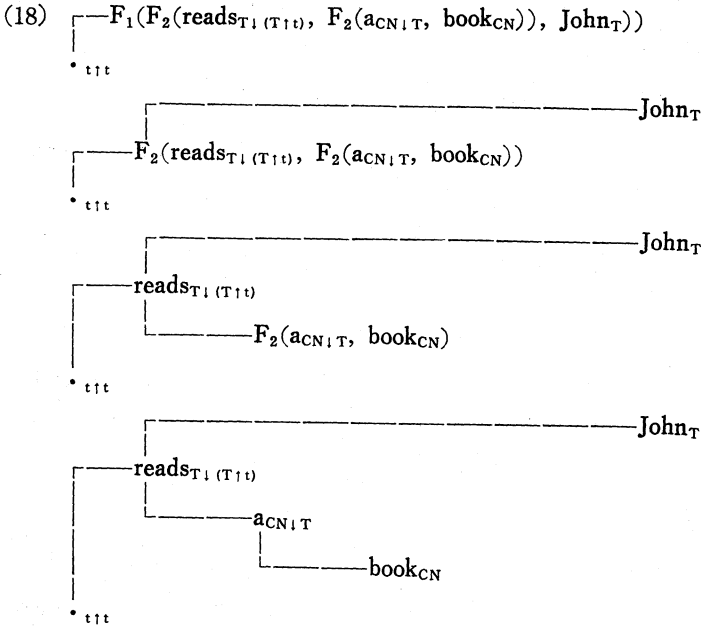 (18) F₁(F₂(reads_T↓(T↑t), F₂(a_CN↓T, book_CN)), John_T))
• t↑t
John_T
F₂(reads_T↓(T↑t), F₂(a_CN↓T, book_CN))
• t↑t
John_T
reads_T↓(T↑t)
F₂(a_CN↓T, book_CN)
• t↑t
John_T
reads_T↓(T↑t)
a_CN↓T
book_CN
• t↑t